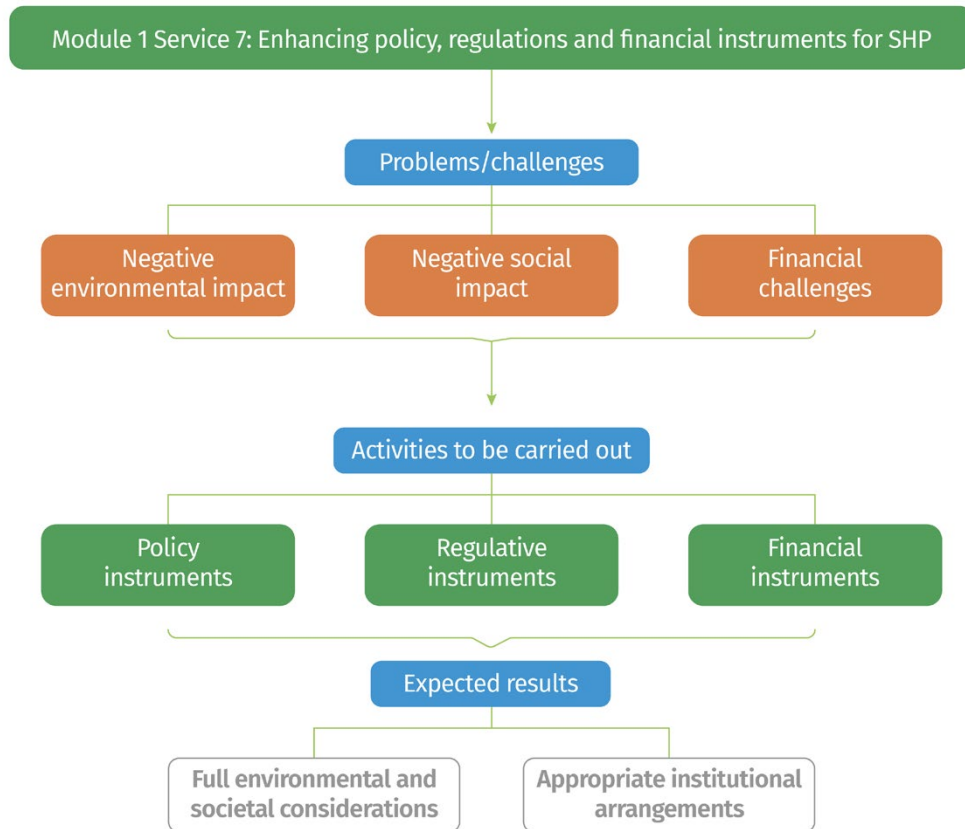 Module 1 Service 7: Enhancing policy, regulations and financial instruments for SHP
Problems/challenges
Negative
environmental impact
Negative social
impact
Financial
challenges
Activities to be carried out
Policy
instruments
Regulative
instruments
Financial
instruments
Expected results
Full environmental and
societal considerations
Appropriate institutional
arrangements